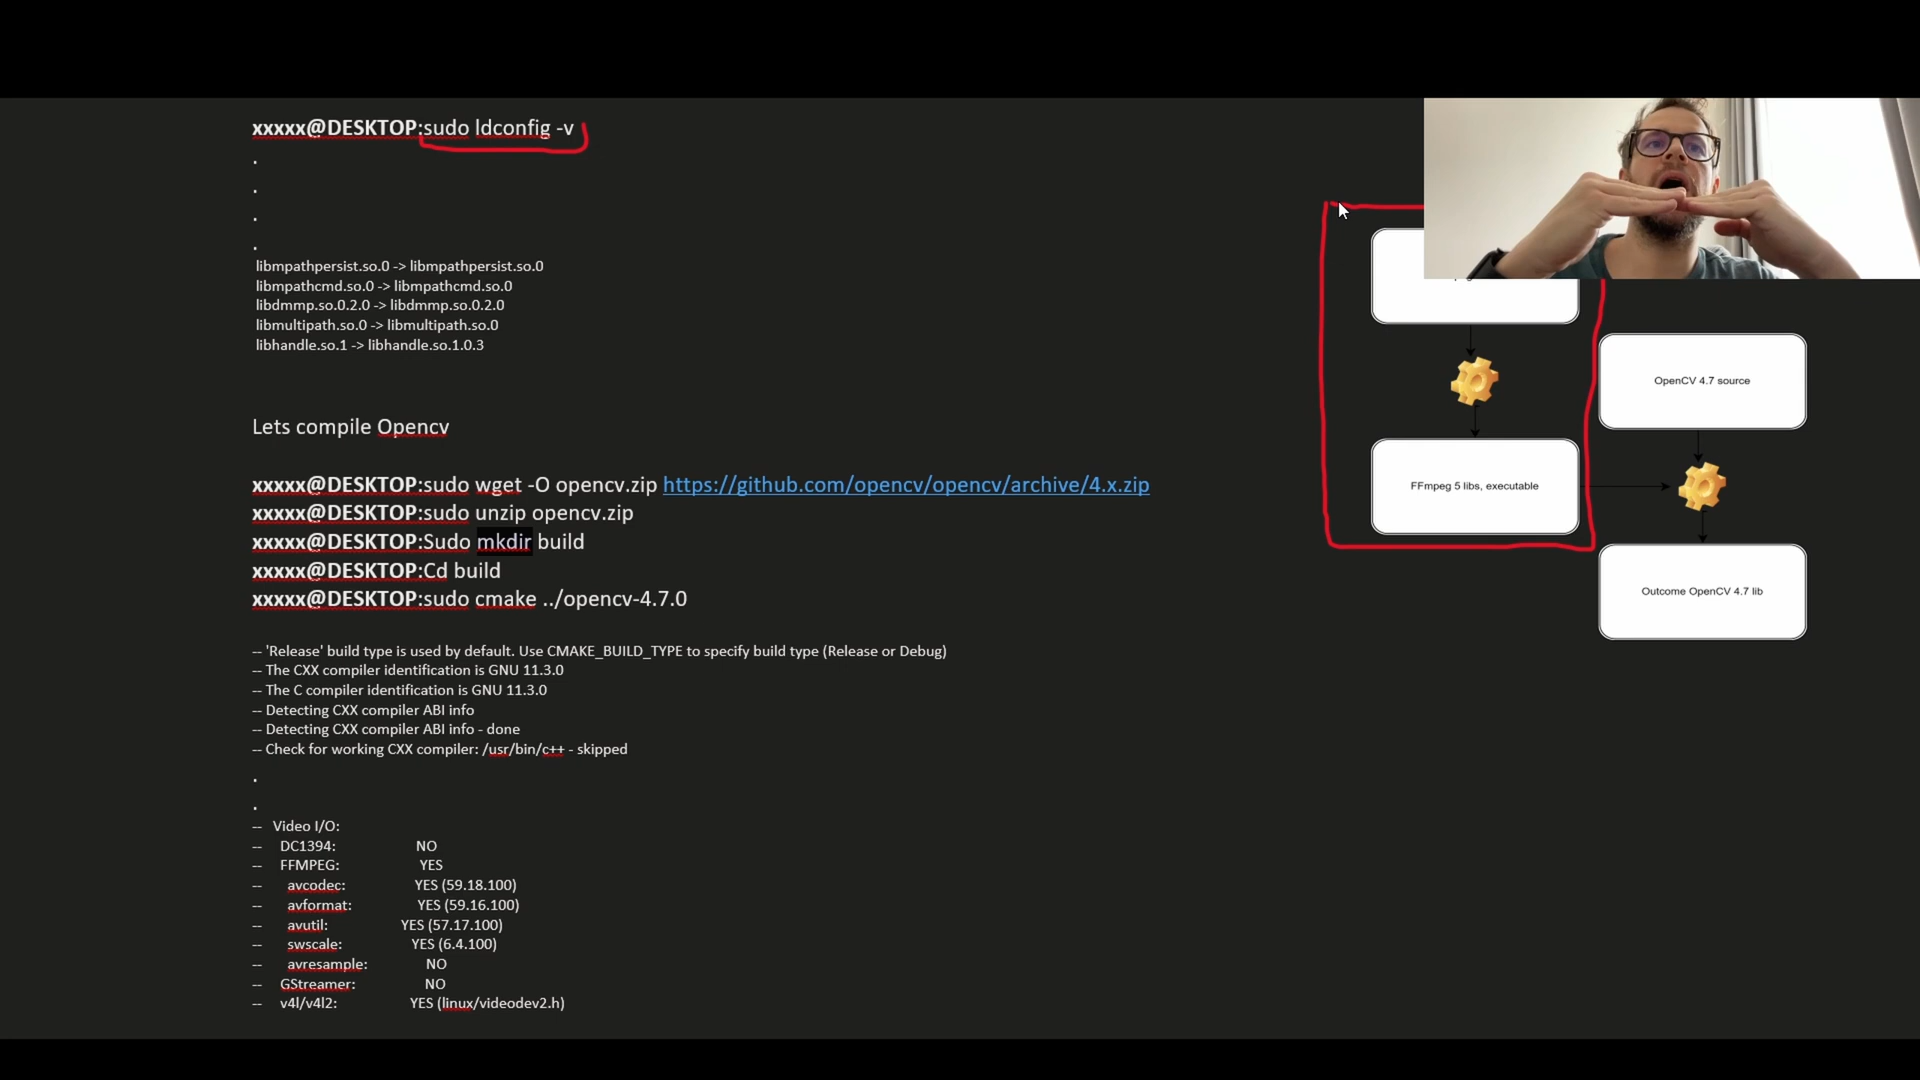 xxxxx@DESKTOP:sudo ldconfig -v
.
.
.
.
libmpathpersist.so.0 -> libmpathpersist.so.0
libmpathcmd.so.0 -> libmpathcmd.so.0
libdmmp.so.0.2.0 -> libdmmp.so.0.2.0
libmultipath.so.0 -> libmultipath.so.0
libhandle.so.1 -> libhandle.so.1.0.3
Lets compile Opencv
xxxxx@DESKTOP:sudo wget -O opencv.zip https://github.com/opencv/opencv/archive/4.x.zip
xxxxx@DESKTOP:sudo unzip opencv.zip
xxxxx@DESKTOP:Sudo mkdir build
xxxxx@DESKTOP:Cd build
xxxxx@DESKTOP:sudo cmake ../opencv-4.7.0
-- 'Release' build type is used by default. Use CMAKE_BUILD_TYPE to specify build type (Release or Debug)
-- The CXX compiler identification is GNU 11.3.0
-- The C compiler identification is GNU 11.3.0
-- Detecting CXX compiler ABI info
-- Detecting CXX compiler ABI info - done
-- Check for working CXX compiler: /usr/bin/c++ - skipped
.
.
-- Video I/O:
-- DC1394: NO
-- FFMPEG: YES
-- avcodec: YES (59.18.100)
-- avformat: YES (59.16.100)
-- avutil: YES (57.17.100)
-- swscale: YES (6.4.100)
-- avresample: NO
-- GStreamer: NO
-- v4l/v4l2: YES (linux/videodev2.h)
OpenCV 4.7 source
FFmpeg 5 libs, executable
Outcome OpenCV 4.7 lib